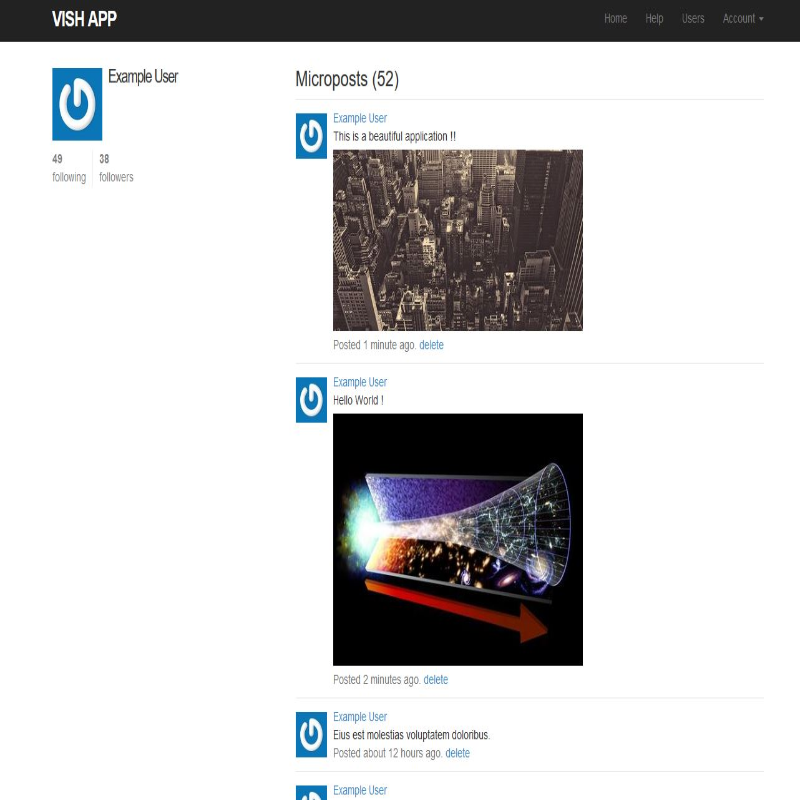 VISH APP
Home Help Users Account
Example User
49 38
following followers
Microposts (52)
Example User
This is a beautiful application !!
Posted 1 minute ago. delete
Example User
Hello World !
Posted 2 minutes ago. delete
Example User
Eius est molestias voluptatem doloribus.
Posted about 12 hours ago. delete
Example User